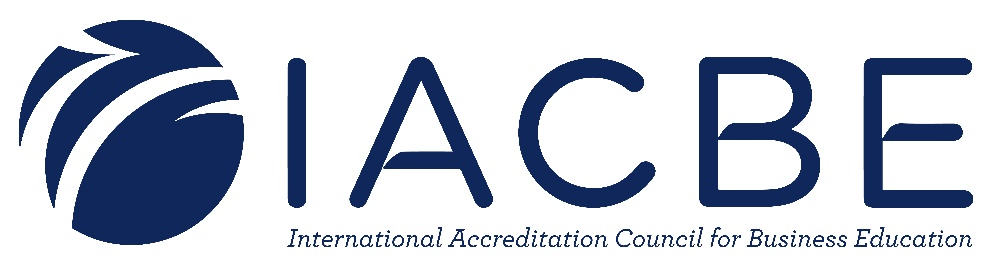 IACBE
International Accreditation Council for Business Education